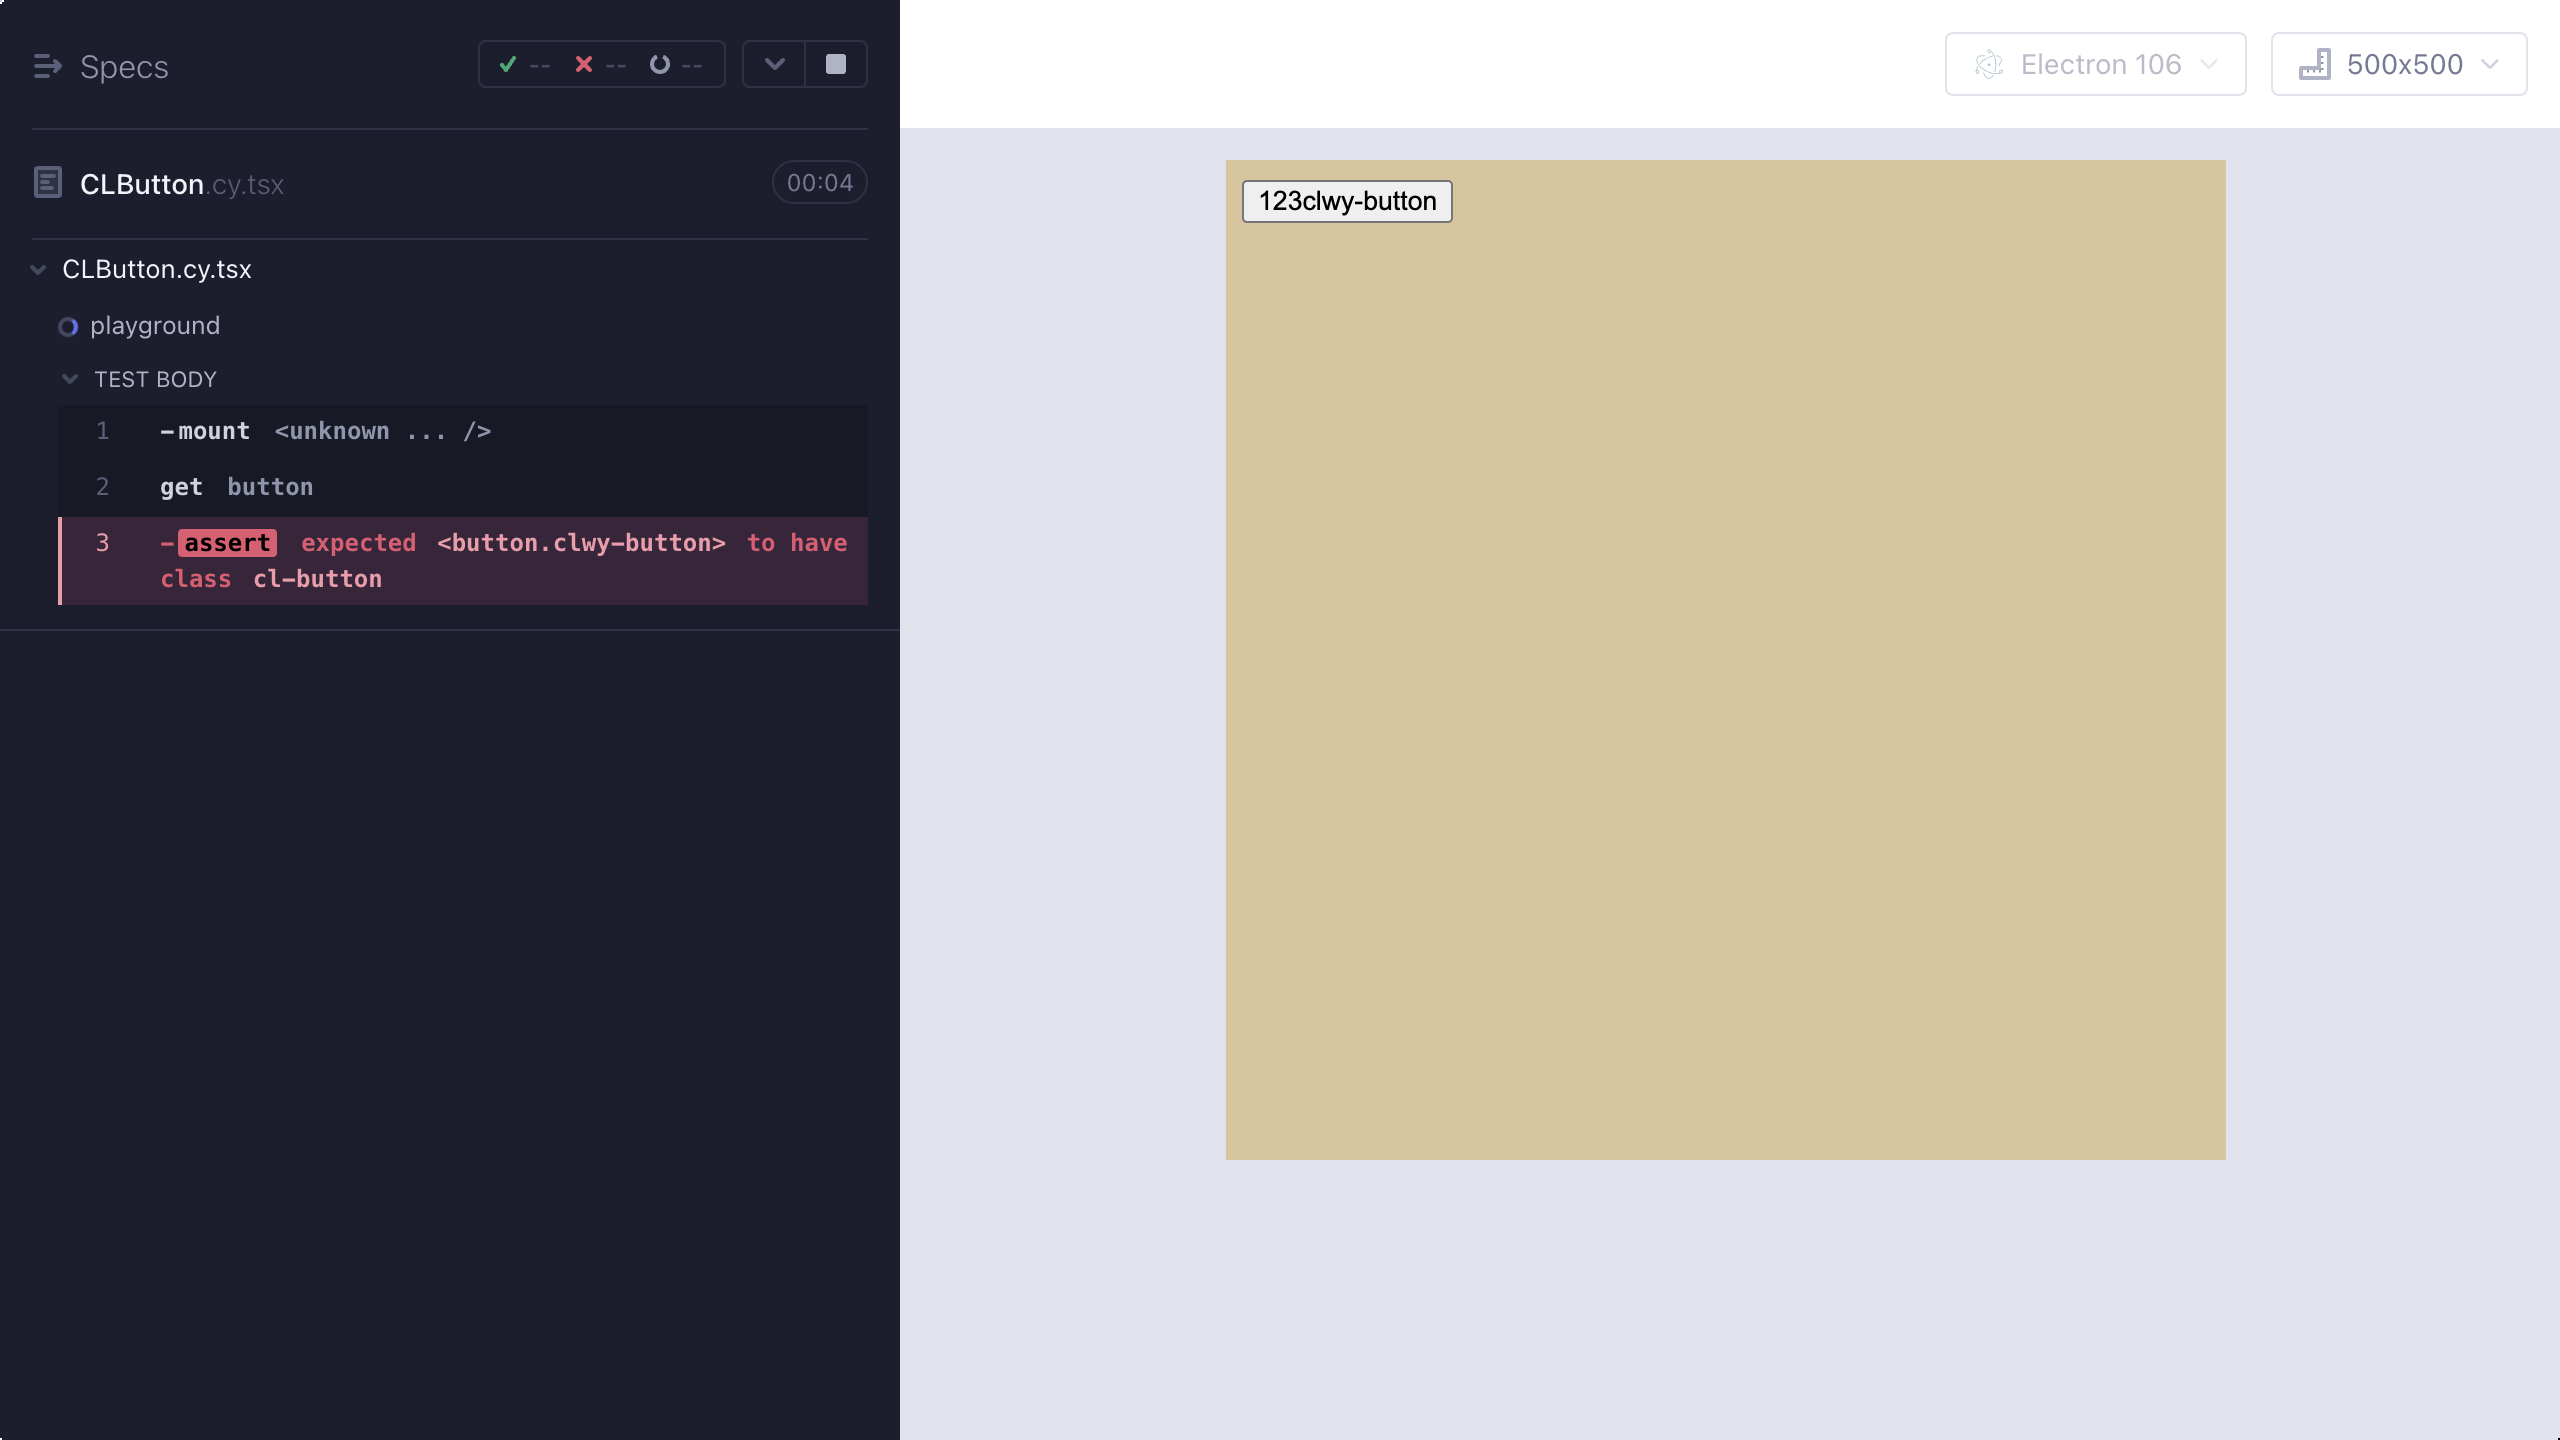 Specs
-- -- --
Electron 106
500x500
CLButton.cy.tsx
00:04
CLButton.cy.tsx
playground
TEST BODY
1 -mount <unknown ... />
2 get button
3 -assert expected <button.clwy-button> to have
class cl-button
123clwy-button